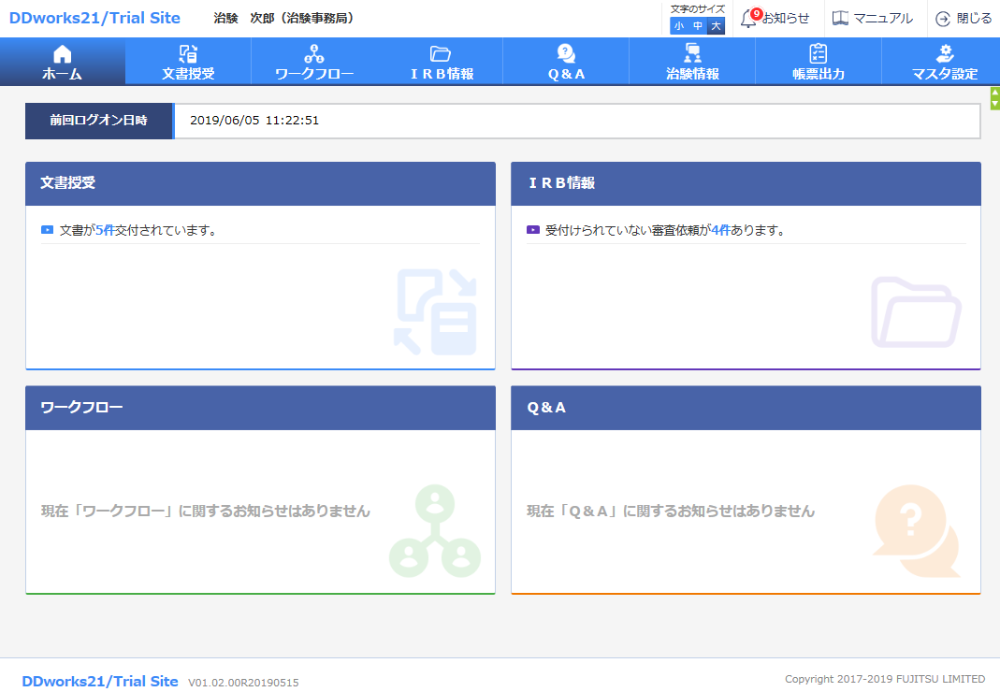 DDworks21/Trial Site
治験　次郎（治験事務局）
文字のサイズ
小 中 大
9
お知らせ
マニュアル
閉じる
ホーム
文書授受
ワークフロー
ＩＲＢ情報
Ｑ＆Ａ
治験情報
帳票出力
マスタ設定
前回ログオン日時
2019/06/05 11:22:51
文書授受
文書が5件交付されています。
ＩＲＢ情報
受付けられていない審査依頼が4件あります。
ワークフロー
現在「ワークフロー」に関するお知らせはありません
Ｑ＆Ａ
現在「Ｑ＆Ａ」に関するお知らせはありません
?
DDworks21/Trial Site V01.02.00R20190515
Copyright 2017-2019 FUJITSU LIMITED